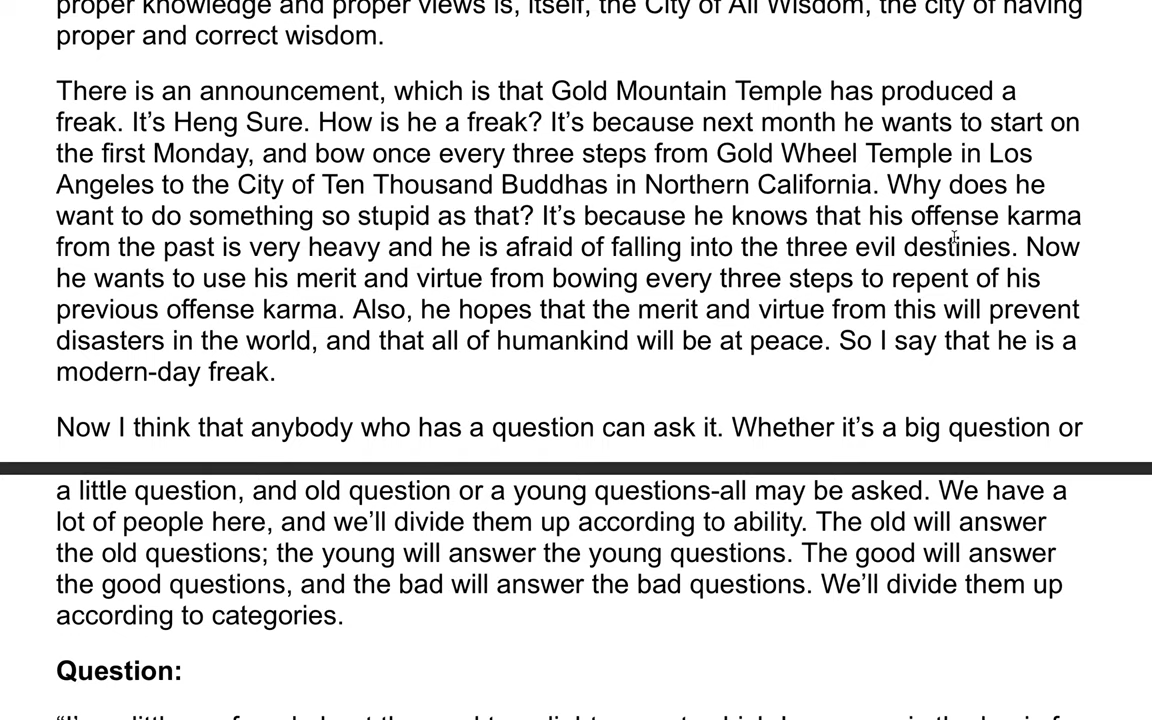 proper knowledge and proper views is, itself, the City of All Wisdom, the city of having
proper and correct wisdom.
There is an announcement, which is that Gold Mountain Temple has produced a
freak. It’s Heng Sure. How is he a freak? It’s because next month he wants to start on
the first Monday, and bow once every three steps from Gold Wheel Temple in Los
Angeles to the City of Ten Thousand Buddhas in Northern California. Why does he
want to do something so stupid as that? It’s because he knows that his offense karma
from the past is very heavy and he is afraid of falling into the three evil destinies. Now
he wants to use his merit and virtue from bowing every three steps to repent of his
previous offense karma. Also, he hopes that the merit and virtue from this will prevent
disasters in the world, and that all of humankind will be at peace. So I say that he is a
modern-day freak.
Now I think that anybody who has a question can ask it. Whether it’s a big question or
a little question, and old question or a young questions-all may be asked. We have a
lot of people here, and we’ll divide them up according to ability. The old will answer
the old questions; the young will answer the young questions. The good will answer
the good questions, and the bad will answer the bad questions. We’ll divide them up
according to categories.
Question: